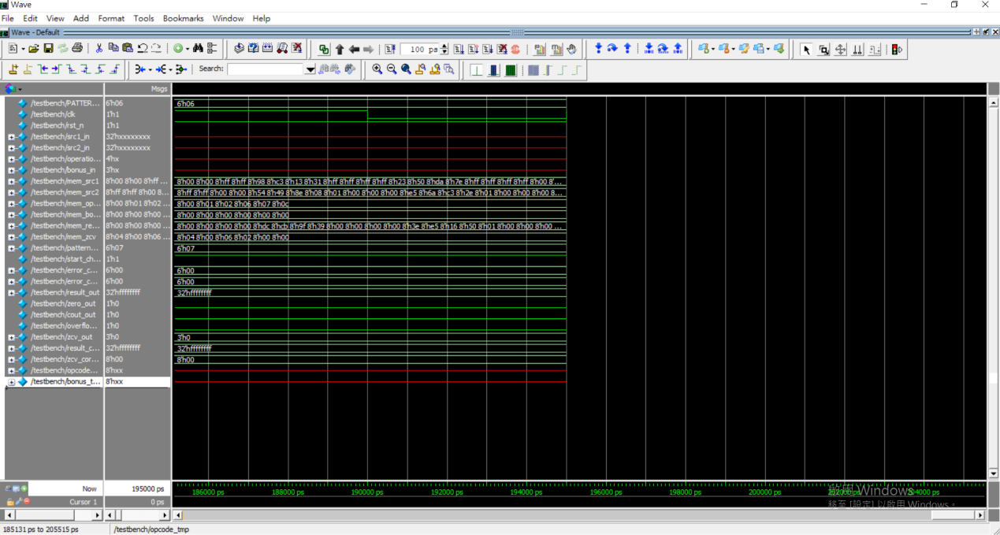 Wave
File Edit View Add Format Tools Bookmarks Window Help
Wave - Default
100 ps
Search:
Msgs
/testbench/PATTER... 6'h06 6'h06
/testbench/clk 1'h1
/testbench/rst_n 1'h1
/testbench/src1_in 32'hxxxxxxxx
/testbench/src2_in 32'hxxxxxxxx
/testbench/operatio... 4'hx
/testbench/bonus_in 3'hx
/testbench/mem_src1 8'h00 8'h00 8'hff ... 8'h00 8'h00 8'hff 8'hff 8'h98 8'hc3 8'h13 8'h31 8'hff 8'hff 8'hff 8'hff 8'h23 8'h50 8'hda 8'h7e 8'hff 8'hff 8'hff 8'hff 8'h00 8'...
/testbench/mem_src2 8'hff 8'hff 8'h00 8... 8'hff 8'hff 8'h00 8'h00 8'h54 8'h49 8'h8e 8'h08 8'h01 8'h00 8'h00 8'h00 8'he5 8'h6a 8'hc3 8'h2e 8'h01 8'h00 8'h00 8'h00 8...
/testbench/mem_op... 8'h00 8'h01 8'h02 ... 8'h00 8'h01 8'h02 8'h06 8'h07 8'h0c
/testbench/mem_bo... 8'h00 8'h00 8'h00 ... 8'h00 8'h00 8'h00 8'h00 8'h00 8'h00
/testbench/mem_re... 8'h00 8'h00 8'h00 ... 8'h00 8'h00 8'h00 8'h00 8'hdc 8'hcb 8'h9f 8'h39 8'h00 8'h00 8'h00 8'h00 8'h3e 8'he5 8'h16 8'h50 8'h01 8'h00 8'h00 8'h00 ...
/testbench/mem_zcv 8'h04 8'h00 8'h06 ... 8'h04 8'h00 8'h06 8'h02 8'h00 8'h00
/testbench/pattern... 6'h07 6'h07
/testbench/start_ch... 1'h1
/testbench/error_c... 6'h00 6'h00
/testbench/error_c... 6'h00 6'h00
/testbench/result_out 32'hffffffff 32'hffffffff
/testbench/zero_out 1'h0
/testbench/cout_out 1'h0
/testbench/overflo... 1'h0
/testbench/zcv_out 3'h0 3'h0
/testbench/result_c... 32'hffffffff 32'hffffffff
/testbench/zcv_cor... 8'h00 8'h00
/testbench/opcode... 8'hxx
/testbench/bonus_t... 8'hxx
Now 195000 ps
186000 ps 188000 ps 190000 ps 192000 ps 194000 ps 196000 ps 198000 ps 200000 ps 202000 ps 204000 ps
啟用 Windows
Cursor 1 0 ps
移至 [設定] 以啟用 Windows。
185131 ps to 205515 ps /testbench/opcode_tmp